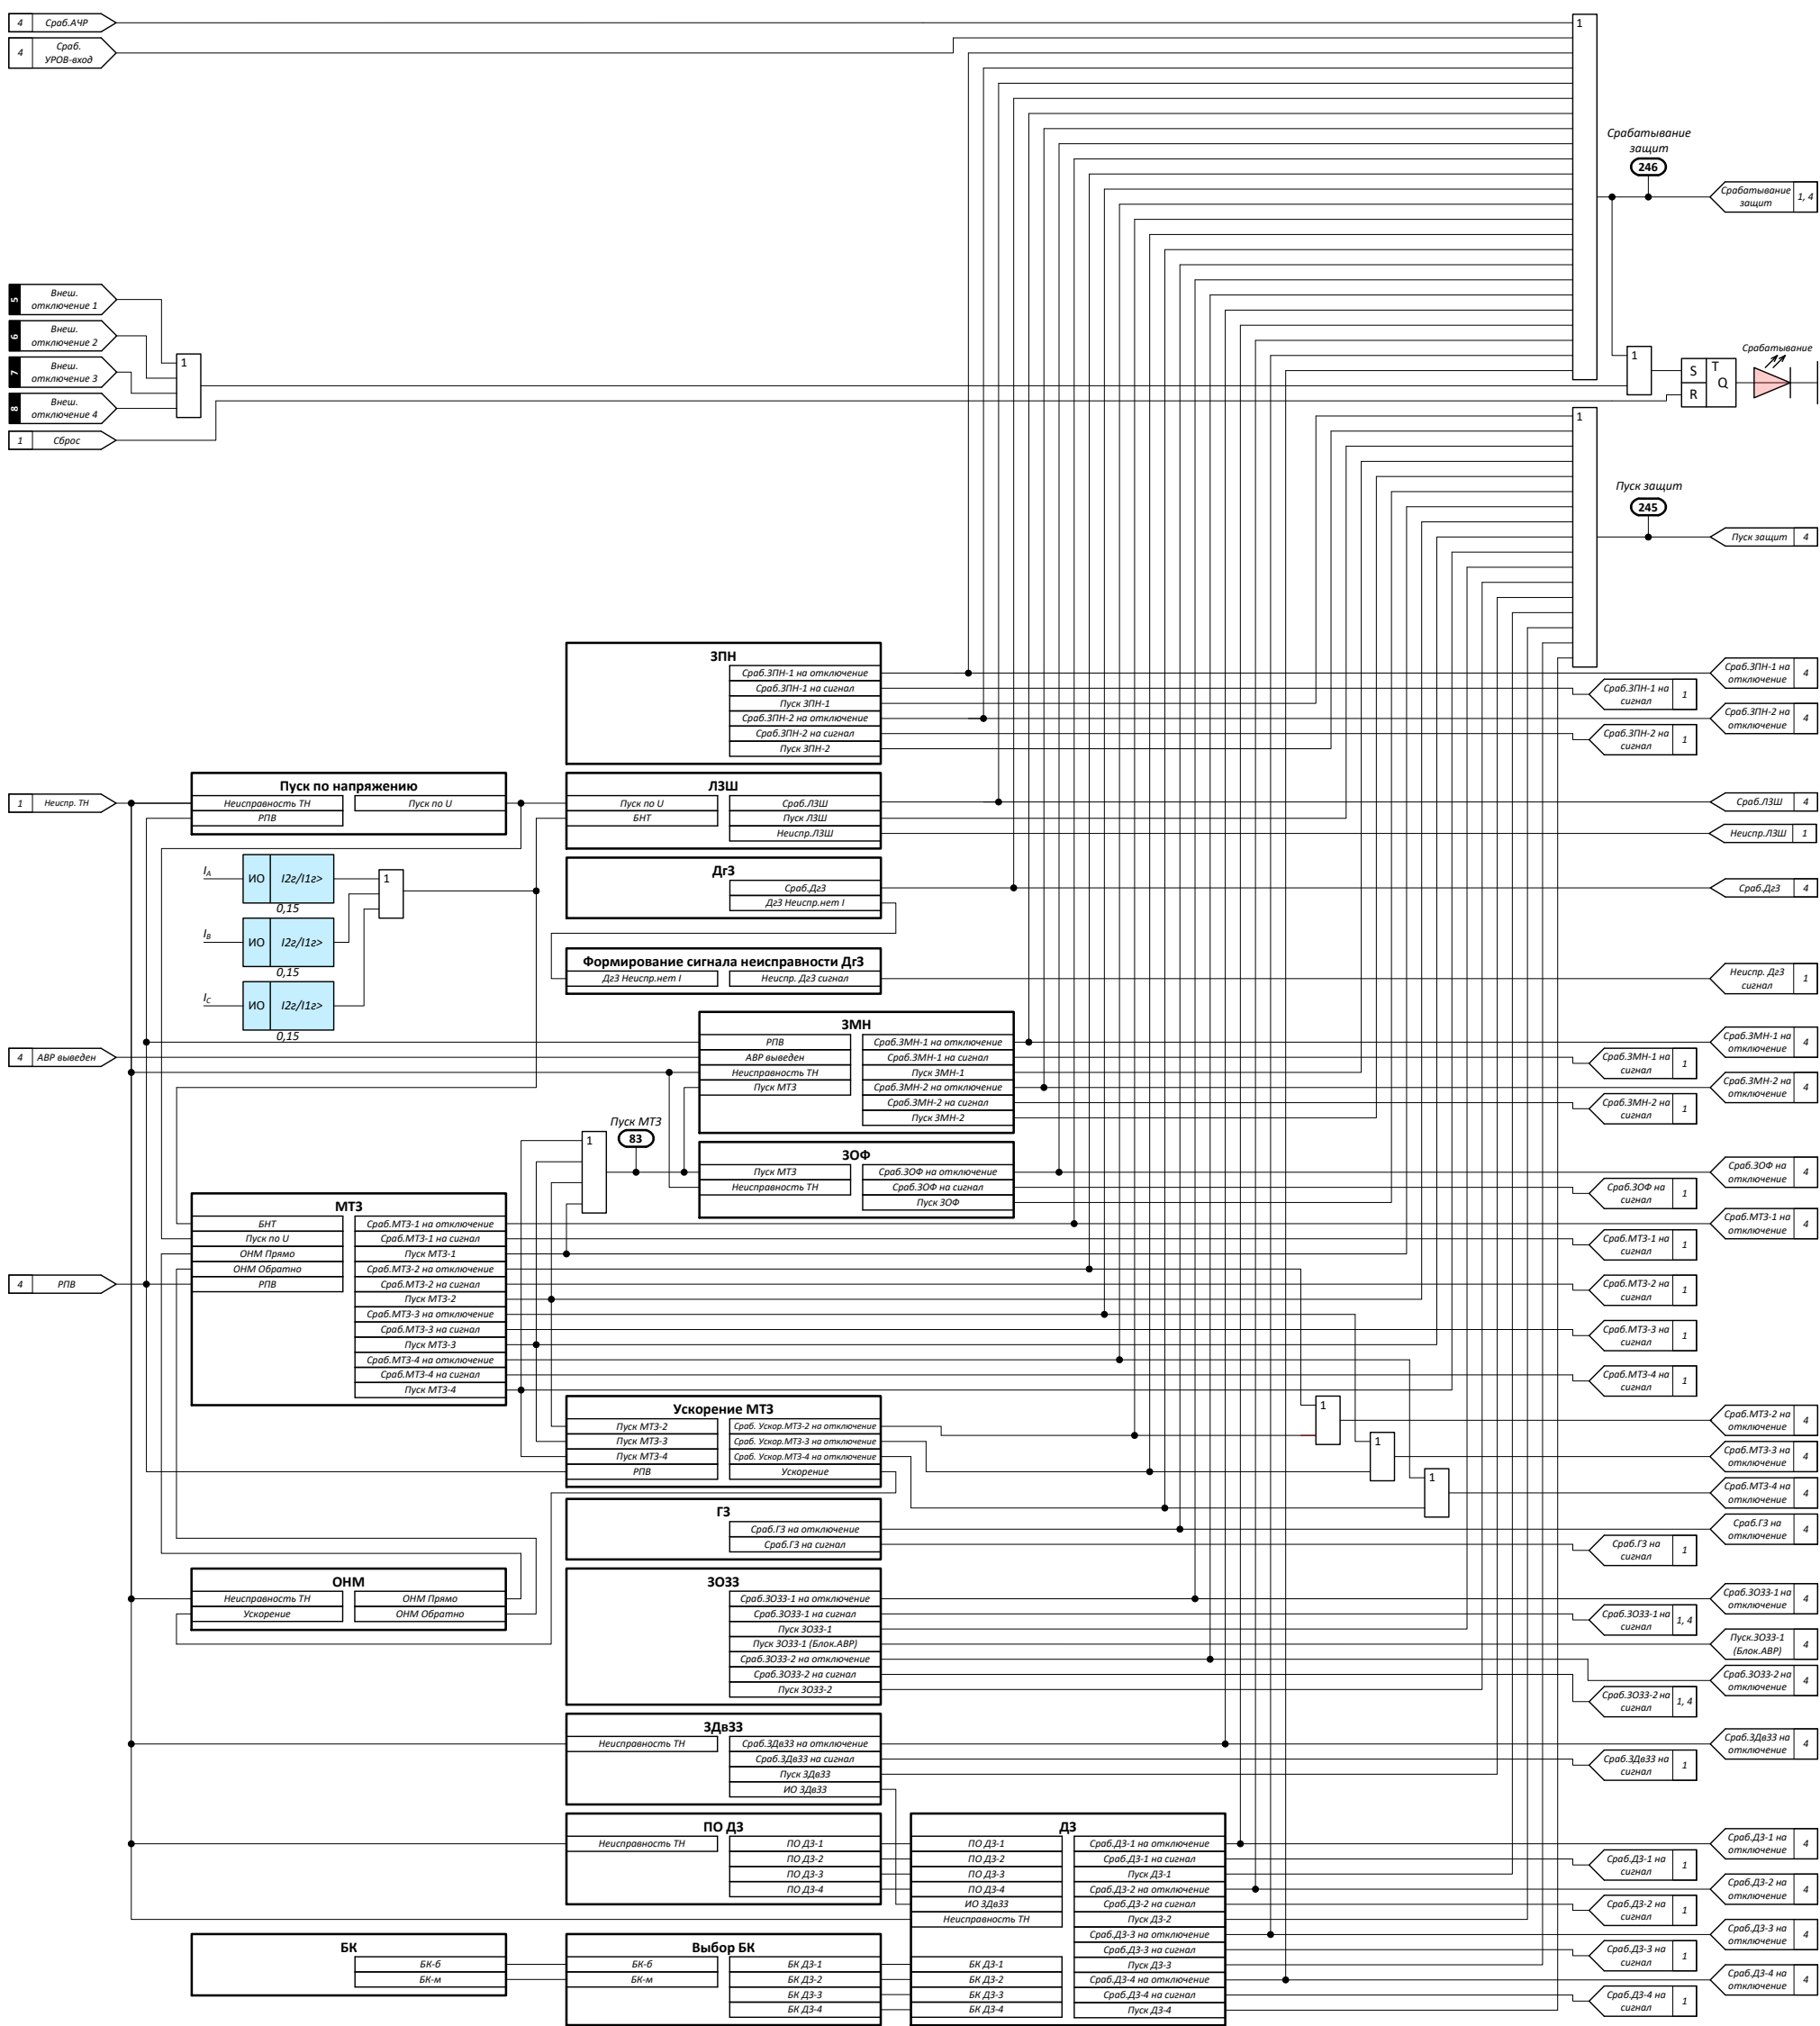 4 Сраб.АЧР
1
4 Сраб.
УРОВ-вход
Срабатывание
защит
246
Срабатывание
защит 1, 4
5 Внеш.
отключение 1
6 Внеш.
отключение 2
7 Внеш.
отключение 3
8 Внеш.
отключение 4
1 Сброс
1
1
Срабатывание
S T
Q
R
1
Пуск защит
245
Пуск защит 4
ЗПН
Сраб.ЗПН-1 на отключение
Сраб.ЗПН-1 на сигнал
Пуск ЗПН-1
Сраб.ЗПН-2 на отключение
Сраб.ЗПН-2 на сигнал
Пуск ЗПН-2
Сраб.ЗПН-1 на
отключение 4
Сраб.ЗПН-1 на
сигнал 1
Сраб.ЗПН-2 на
отключение 4
Сраб.ЗПН-2 на
сигнал 1
1 Неиспр. ТН
Пуск по напряжению
Неисправность ТН Пуск по U
РПВ
ЛЗШ
Пуск по U Сраб.ЛЗШ
БНТ Пуск ЛЗШ
Неиспр.ЛЗШ
Сраб.ЛЗШ 4
Неиспр.ЛЗШ 1
IA ИО I2г/I1г>
0,15
IB ИО I2г/I1г>
0,15
IC ИО I2г/I1г>
0,15
1
ДгЗ
Сраб.ДгЗ
ДгЗ Неиспр.нет I
Сраб.ДгЗ 4
Формирование сигнала неисправности ДгЗ
ДгЗ Неиспр.нет I Неиспр. ДгЗ сигнал
Неиспр. ДгЗ
сигнал 1
4 АВР выведен
ЗМН
РПВ Сраб.ЗМН-1 на отключение
АВР выведен Сраб.ЗМН-1 на сигнал
Неисправность ТН Пуск ЗМН-1
Пуск МТЗ Сраб.ЗМН-2 на отключение
Сраб.ЗМН-2 на сигнал
Пуск ЗМН-2
Сраб.ЗМН-1 на
отключение 4
Сраб.ЗМН-1 на
сигнал 1
Сраб.ЗМН-2 на
отключение 4
Сраб.ЗМН-2 на
сигнал 1
Пуск МТЗ
83
1
ЗОФ
Пуск МТЗ Сраб.ЗОФ на отключение
Неисправность ТН Сраб.ЗОФ на сигнал
Пуск ЗОФ
Сраб.ЗОФ на
отключение 4
Сраб.ЗОФ на
сигнал 1
4 РПВ
МТЗ
БНТ Сраб.МТЗ-1 на отключение
Пуск по U Сраб.МТЗ-1 на сигнал
ОНМ Прямо Пуск МТЗ-1
ОНМ Обратно Сраб.МТЗ-2 на отключение
РПВ Сраб.МТЗ-2 на сигнал
Пуск МТЗ-2
Сраб.МТЗ-3 на отключение
Сраб.МТЗ-3 на сигнал
Пуск МТЗ-3
Сраб.МТЗ-4 на отключение
Сраб.МТЗ-4 на сигнал
Пуск МТЗ-4
Сраб.МТЗ-1 на
отключение 4
Сраб.МТЗ-1 на
сигнал 1
Сраб.МТЗ-2 на
сигнал 1
Сраб.МТЗ-3 на
сигнал 1
Сраб.МТЗ-4 на
сигнал 1
Ускорение МТЗ
Пуск МТЗ-2 Сраб. Ускор.МТЗ-2 на отключение
Пуск МТЗ-3 Сраб. Ускор.МТЗ-3 на отключение
Пуск МТЗ-4 Сраб. Ускор.МТЗ-4 на отключение
РПВ Ускорение
1
1
1
Сраб.МТЗ-2 на
отключение 4
Сраб.МТЗ-3 на
отключение 4
Сраб.МТЗ-4 на
отключение 4
ГЗ
Сраб.ГЗ на отключение
Сраб.ГЗ на сигнал
Сраб.ГЗ на
отключение 4
Сраб.ГЗ на
сигнал 1
ОНМ
Неисправность ТН ОНМ Прямо
Ускорение ОНМ Обратно
ЗОЗЗ
Сраб.ЗОЗЗ-1 на отключение
Сраб.ЗОЗЗ-1 на сигнал
Пуск ЗОЗЗ-1
Пуск ЗОЗЗ-1 (Блок.АВР)
Сраб.ЗОЗЗ-2 на отключение
Сраб.ЗОЗЗ-2 на сигнал
Пуск ЗОЗЗ-2
Сраб.ЗОЗЗ-1 на
отключение 4
Сраб.ЗОЗЗ-1 на
сигнал 1, 4
Пуск.ЗОЗЗ-1
(Блок.АВР) 4
Сраб.ЗОЗЗ-2 на
отключение 4
Сраб.ЗОЗЗ-2 на
сигнал 1, 4
ЗДвЗЗ
Неисправность ТН Сраб.ЗДвЗЗ на отключение
Сраб.ЗДвЗЗ на сигнал
Пуск ЗДвЗЗ
ИО ЗДвЗЗ
Сраб.ЗДвЗЗ на
отключение 4
Сраб.ЗДвЗЗ на
сигнал 1
ПО ДЗ
Неисправность ТН ПО ДЗ-1
ПО ДЗ-2
ПО ДЗ-3
ПО ДЗ-4
ДЗ
ПО ДЗ-1 Сраб.ДЗ-1 на отключение
ПО ДЗ-2 Сраб.ДЗ-1 на сигнал
ПО ДЗ-3 Пуск ДЗ-1
ПО ДЗ-4 Сраб.ДЗ-2 на отключение
ИО ЗДвЗЗ Сраб.ДЗ-2 на сигнал
Неисправность ТН Пуск ДЗ-2
Сраб.ДЗ-3 на отключение
Сраб.ДЗ-3 на сигнал
БК ДЗ-1 Пуск ДЗ-3
БК ДЗ-2 Сраб.ДЗ-4 на отключение
БК ДЗ-3 Сраб.ДЗ-4 на сигнал
БК ДЗ-4 Пуск ДЗ-4
Сраб.ДЗ-1 на
отключение 4
Сраб.ДЗ-1 на
сигнал 1
Сраб.ДЗ-2 на
отключение 4
Сраб.ДЗ-2 на
сигнал 1
Сраб.ДЗ-3 на
отключение 4
Сраб.ДЗ-3 на
сигнал 1
Сраб.ДЗ-4 на
отключение 4
Сраб.ДЗ-4 на
сигнал 1
БК
БК-б
БК-м
Выбор БК
БК-б БК ДЗ-1
БК-м БК ДЗ-2
БК ДЗ-3
БК ДЗ-4